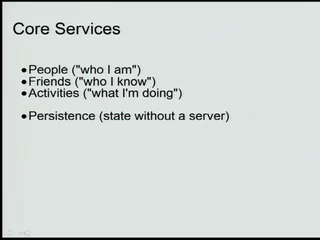 Core Services
•People ("who I am")
•Friends ("who I know")
•Activities ("what I'm doing")
•Persistence (state without a server)